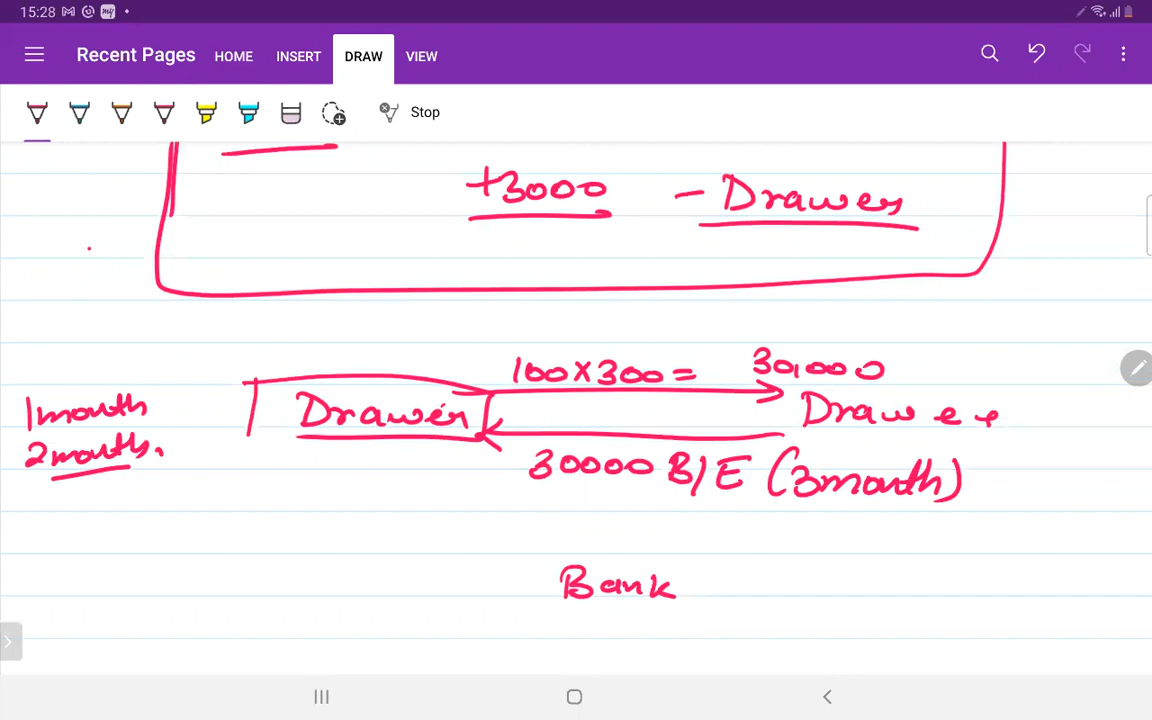 15:28
Recent Pages HOME INSERT DRAW VIEW
Stop
+3000 - Drawer
100 X 300 = 30,000
1 month Drawer Drawee
2 months.
30000 B/E (3 month)
Bank